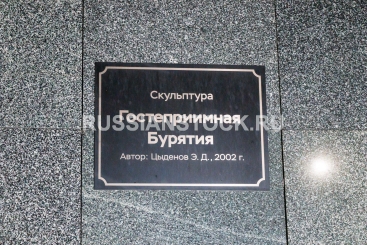 Скульптура
Гостеприимная
RUSSIANSTOCK.RU
Бурятия
Автор: Цыденов Э. Д., 2002 г.